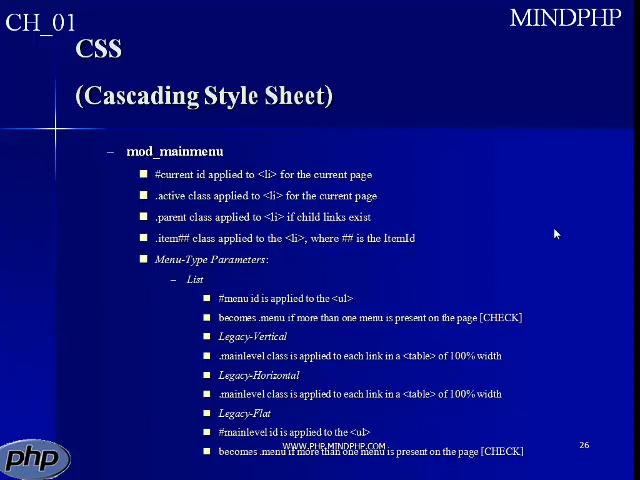 CH_01
MINDPHP
CSS
(Cascading Style Sheet)
– mod_mainmenu
#current id applied to <li> for the current page
.active class applied to <li> for the current page
.parent class applied to <li> if child links exist
.item## class applied to the <li>, where ## is the ItemId
Menu-Type Parameters:
– List
#menu id is applied to the <ul>
becomes .menu if more than one menu is present on the page [CHECK]
Legacy-Vertical
.mainlevel class is applied to each link in a <table> of 100% width
Legacy-Horizontal
.mainlevel class is applied to each link in a <table> of 100% width
Legacy-Flat
#mainlevel id is applied to the <ul>
WWW.PHP.MINDPHP.COM
26
becomes .menu if more than one menu is present on the page [CHECK]
php